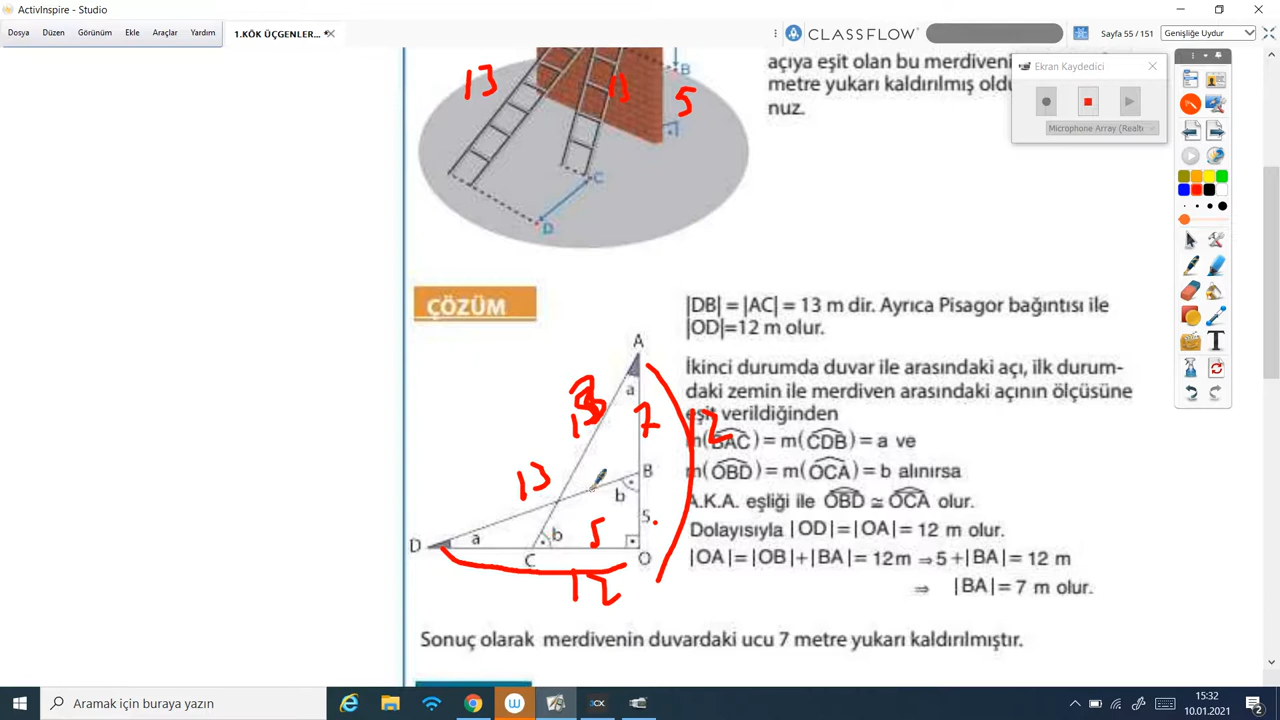 ActivInspire - Studio
Dosya Düzen Görünüm Ekle Araçlar Yardım
1.KÖK ÜÇGENLER...
CLASSFLOW
Sayfa 55 / 151
Genişliğe Uydur
Ekran Kaydedici
Microphone Array (Realte
açıya eşit olan bu merdiveni
metre yukarı kaldırılmış oldu
nuz.
13
13
B
5
C
D
ÇÖZÜM
|DB| = |AC| = 13 m dir. Ayrıca Pisagor bağıntısı ile
|OD|=12 m olur.
İkinci durumda duvar ile arasındaki açı, ilk durum-
daki zemin ile merdiven arasındaki açının ölçüsüne
eşit verildiğinden
m(BAC) = m(CDB) = a ve
m(OBD) = m(OCA) = b alınırsa
A.K.A. eşliği ile OBD ≅ OCA olur.
Dolayısıyla |OD|=|OA|= 12 m olur.
|OA|=|OB|+|BA|= 12m ⇒ 5+|BA|= 12 m
⇒ |BA|= 7 m olur.
A
a
13
7
12
13
B
b
5
D
a
C
b
5
O
12
Sonuç olarak merdivenin duvardaki ucu 7 metre yukarı kaldırılmıştır.
Aramak için buraya yazın
15:32
10.01.2021
2